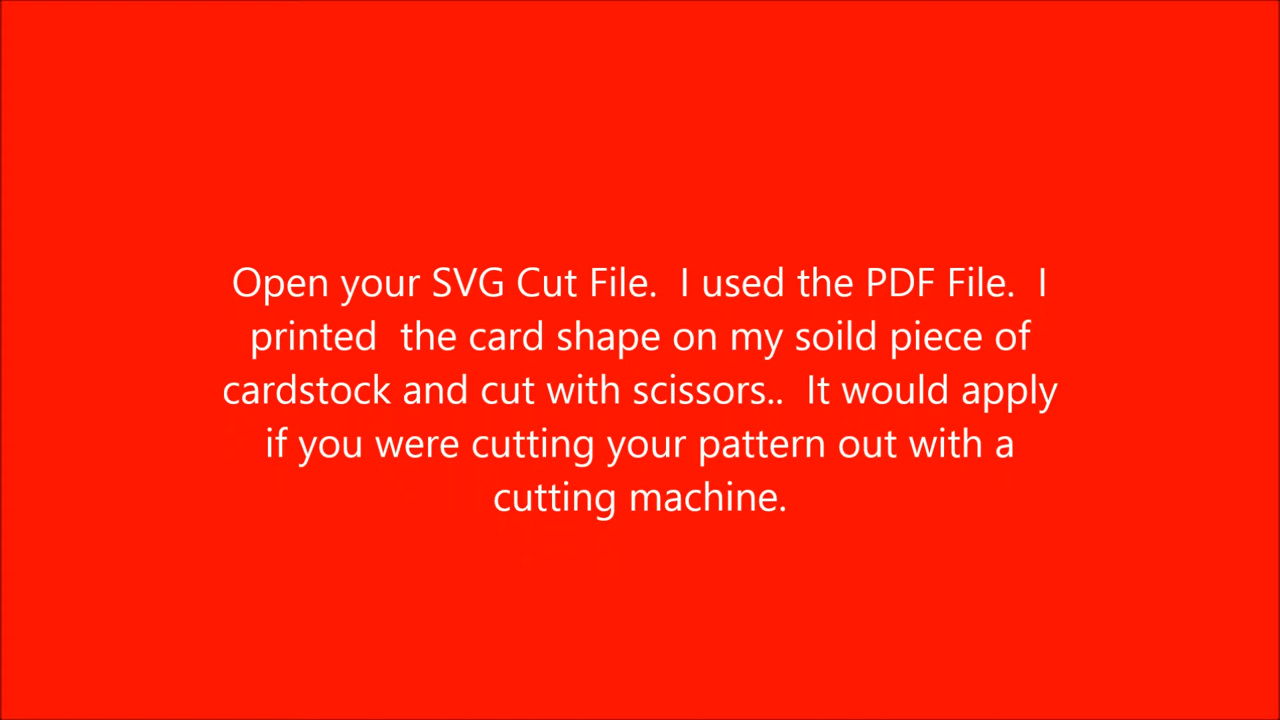 Open your SVG Cut File.  I used the PDF File.  I
printed  the card shape on my soild piece of
cardstock and cut with scissors..  It would apply
if you were cutting your pattern out with a
cutting machine.